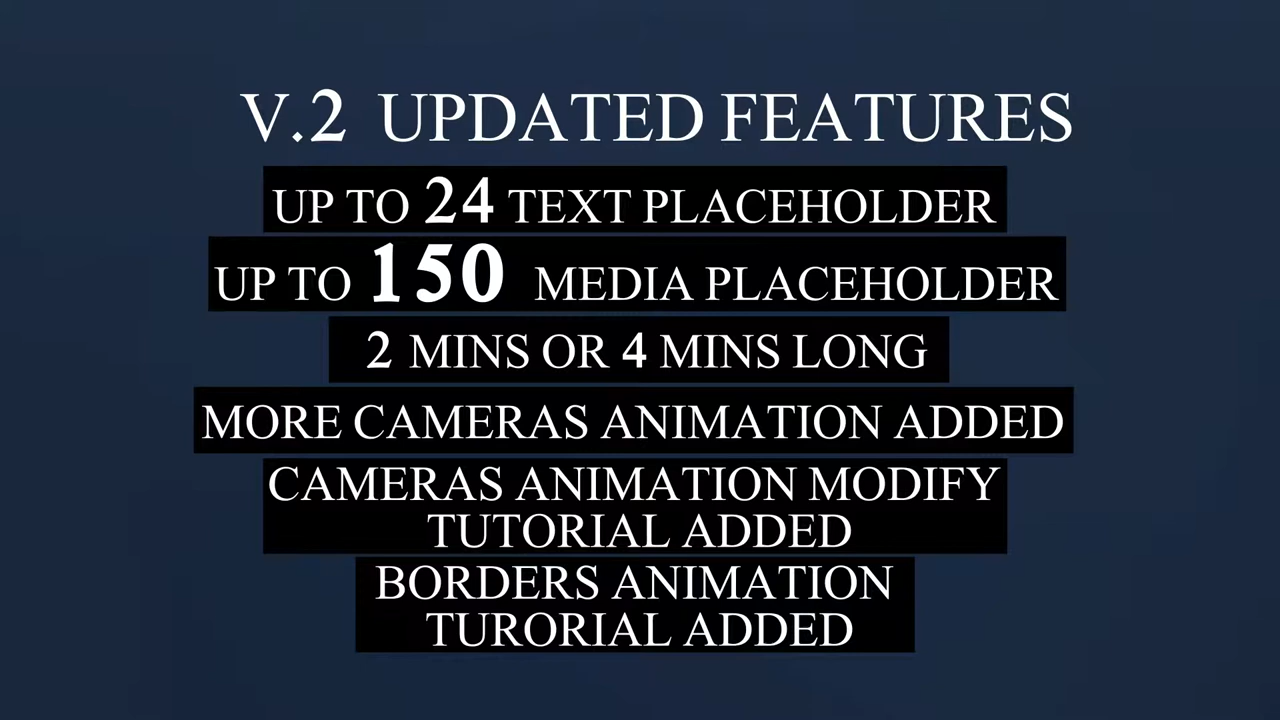 V.2 UPDATED FEATURES
UP TO 24 TEXT PLACEHOLDER
UP TO 150 MEDIA PLACEHOLDER
2 MINS OR 4 MINS LONG
MORE CAMERAS ANIMATION ADDED
CAMERAS ANIMATION MODIFY
TUTORIAL ADDED
BORDERS ANIMATION
TURORIAL ADDED